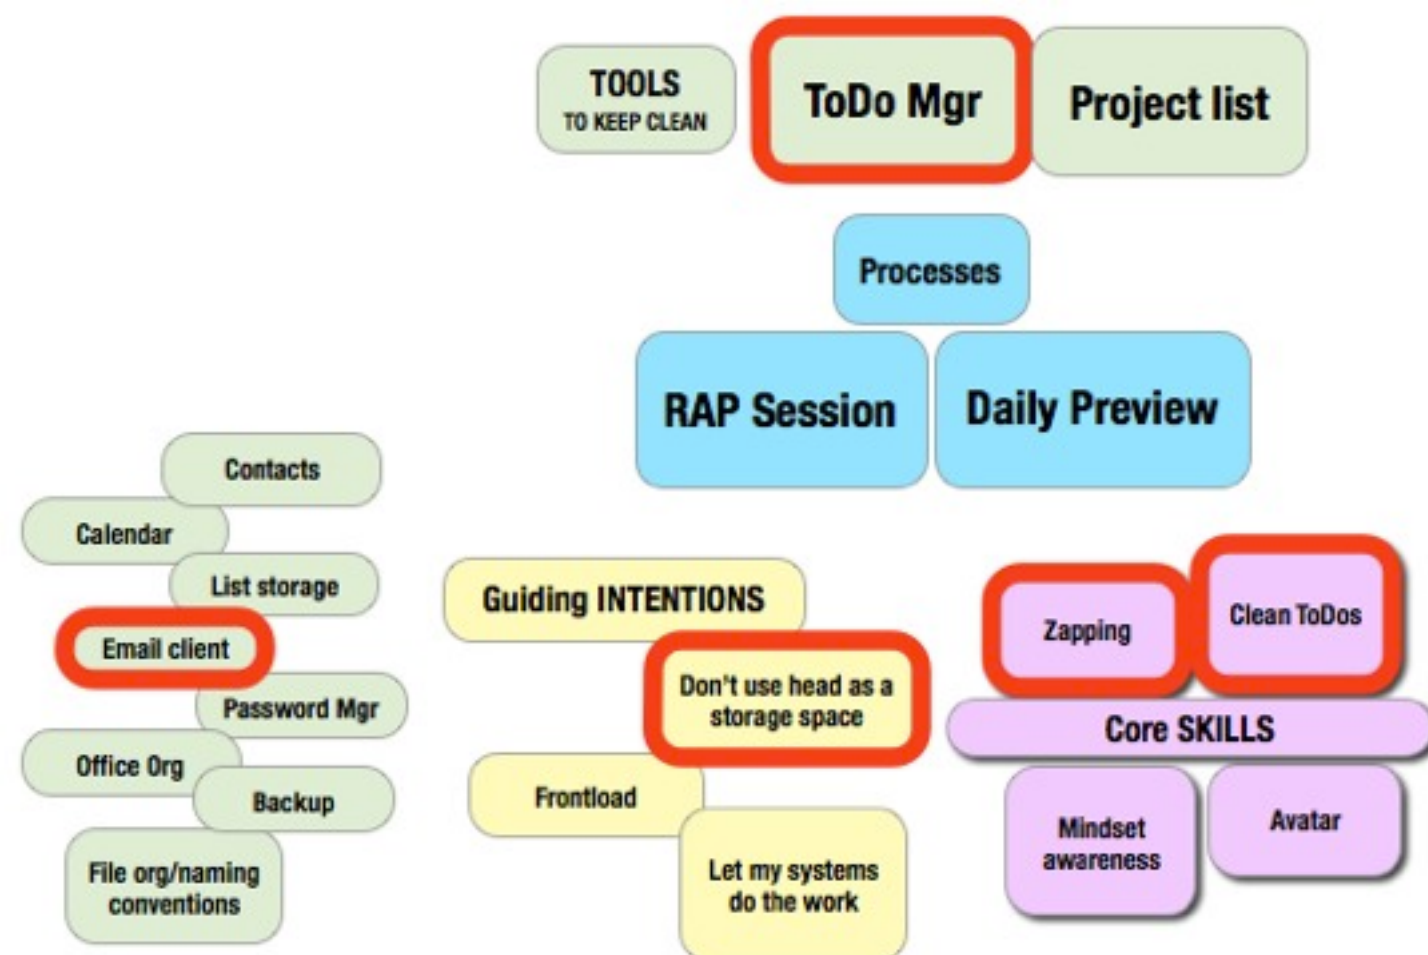 TOOLS
TO KEEP CLEAN
ToDo Mgr
Project list
Processes
RAP Session
Daily Preview
Contacts
Calendar
List storage
Email client
Password Mgr
Office Org
Backup
File org/naming
conventions
Guiding INTENTIONS
Don't use head as a
storage space
Frontload
Let my systems
do the work
Zapping
Clean ToDos
Core SKILLS
Mindset
awareness
Avatar